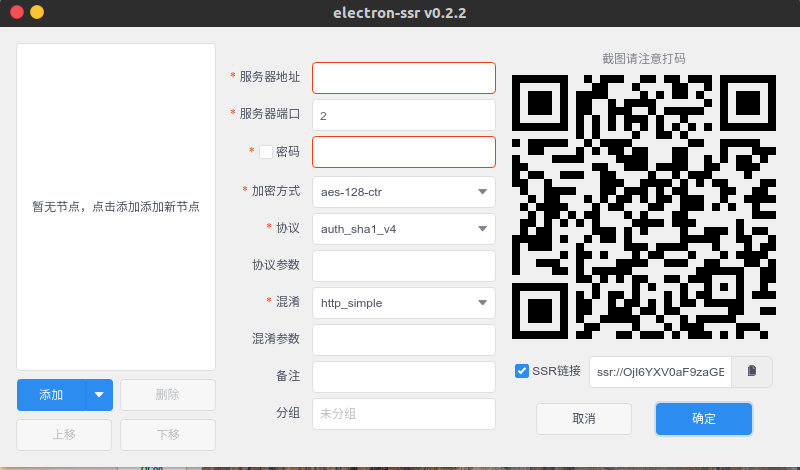 electron-ssr v0.2.2
截图请注意打码
* 服务器地址
* 服务器端口
2
* 密码
暂无节点，点击添加添加新节点
* 加密方式
aes-128-ctr
* 协议
auth_sha1_v4
协议参数
* 混淆
http_simple
混淆参数
备注
SSR链接
ssr://OjI6YXV0aF9zaGE
添加
删除
分组
未分组
取消
确定
上移
下移